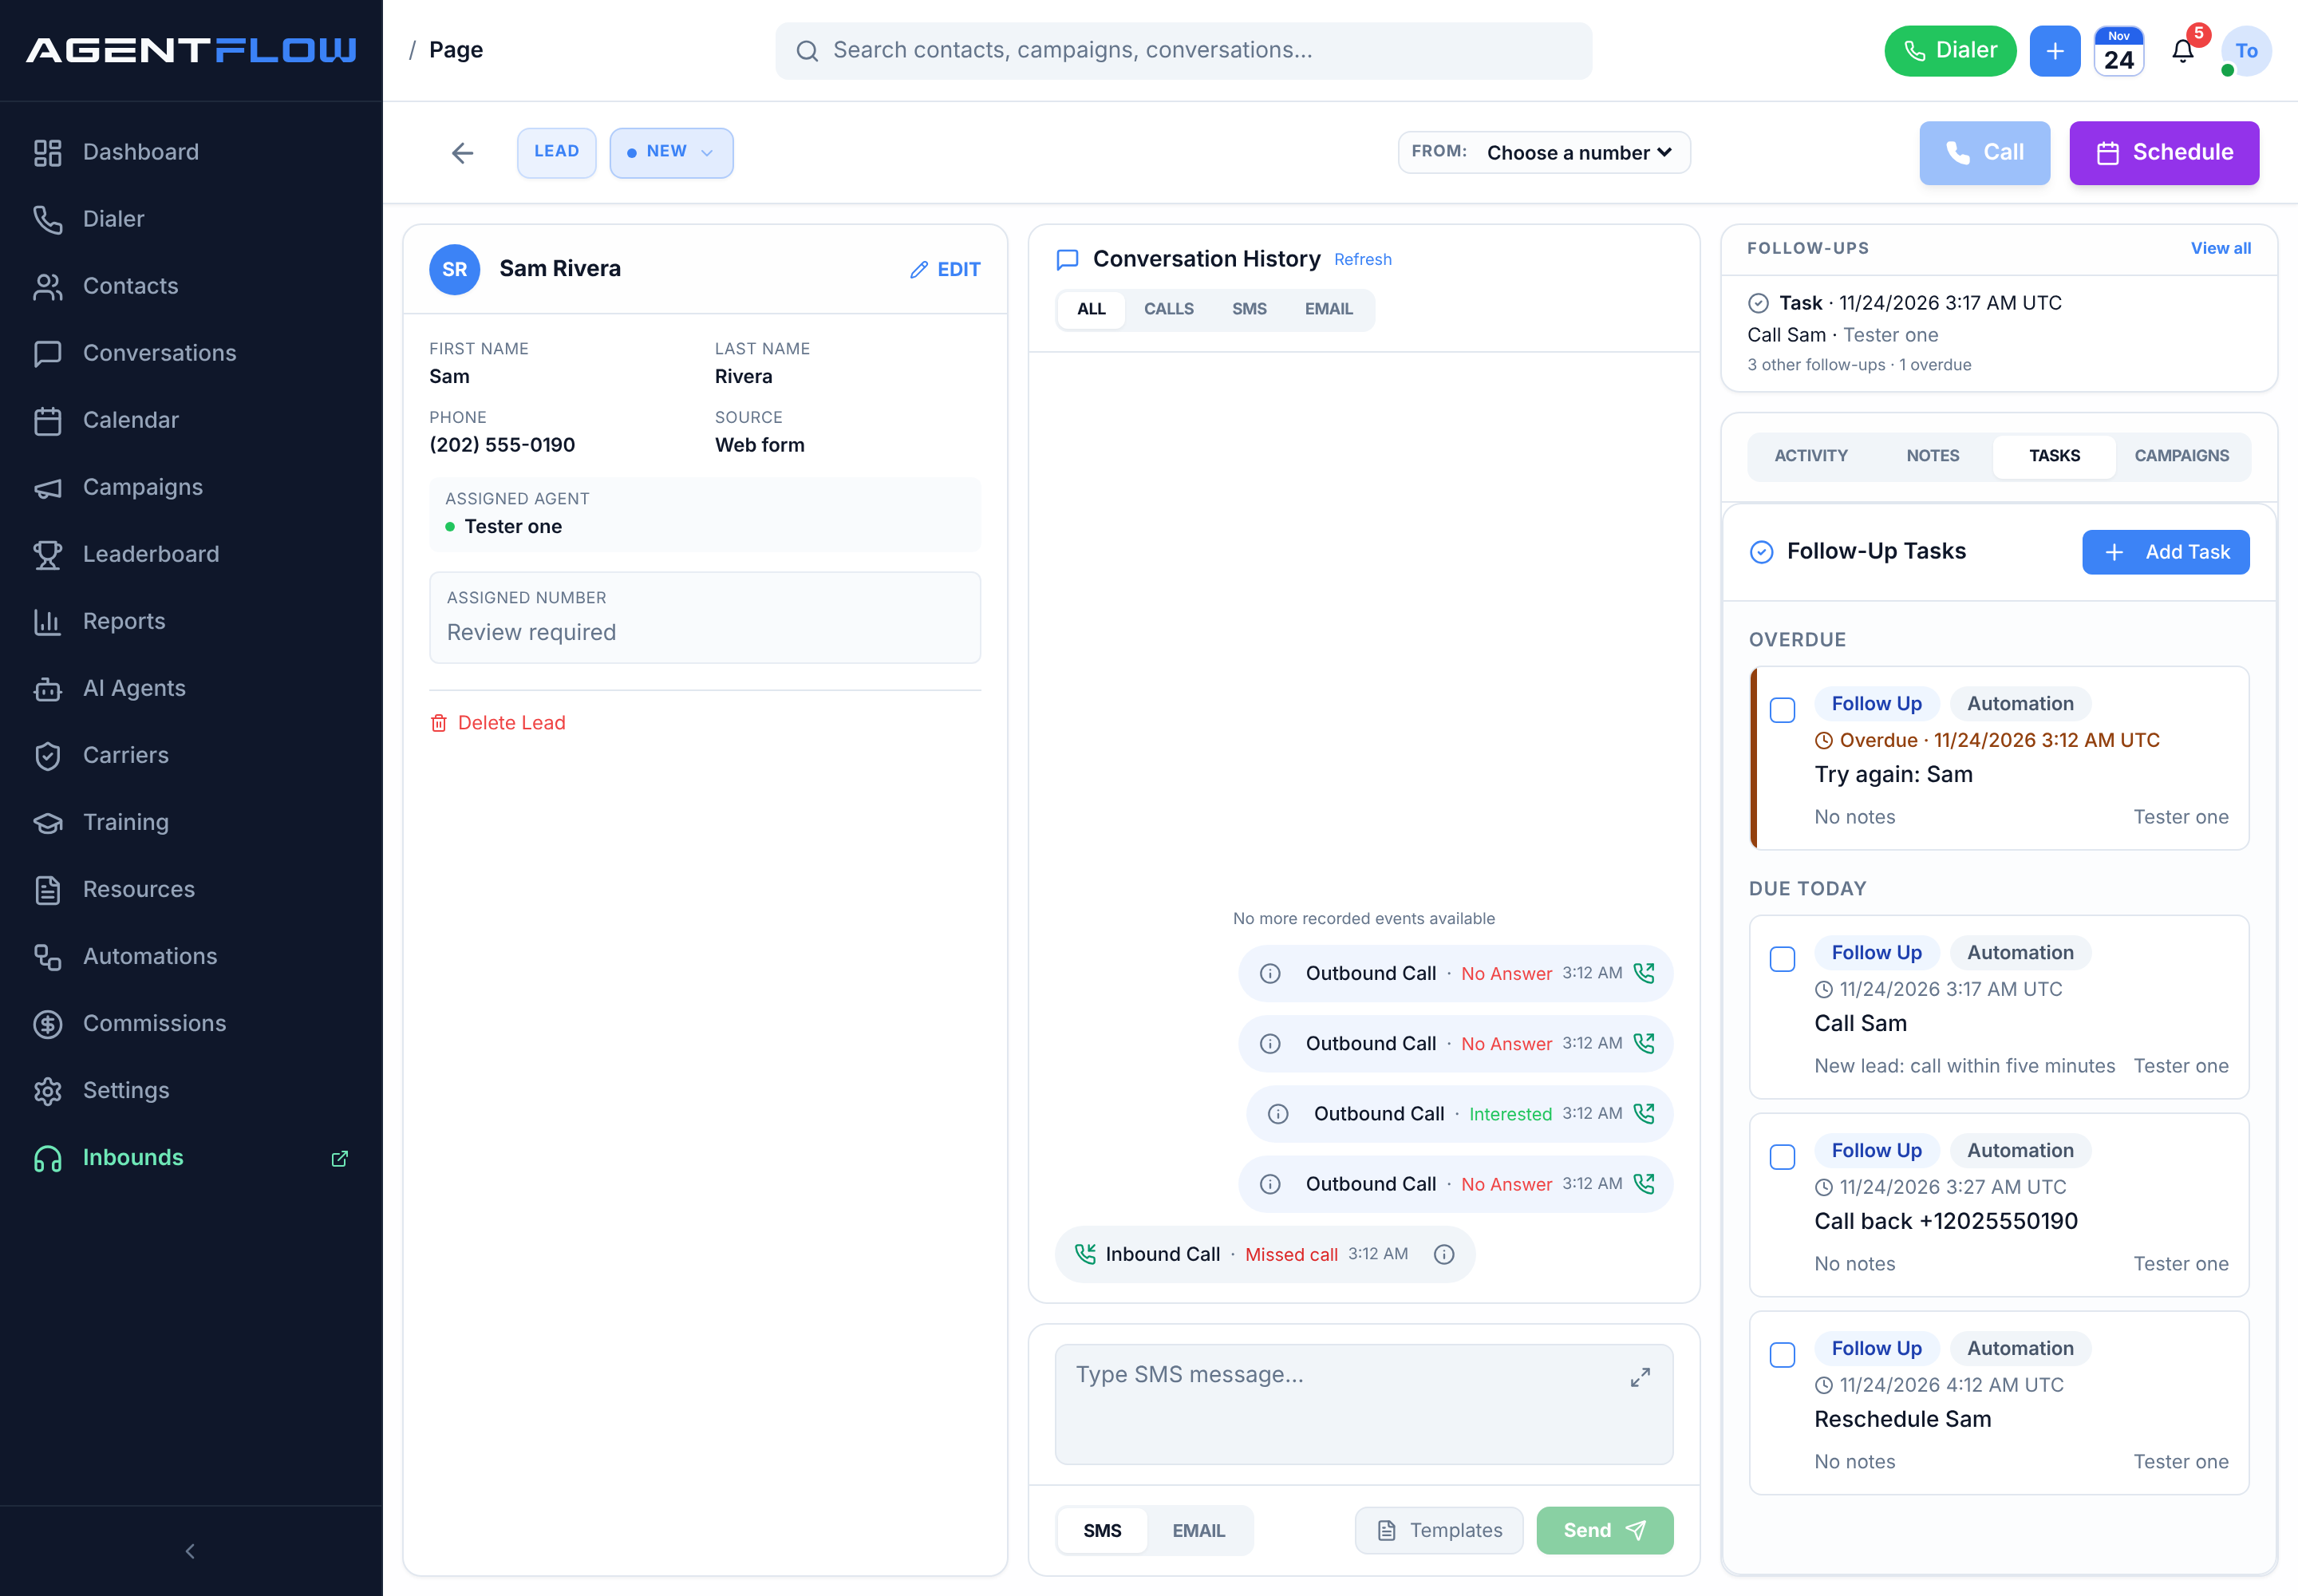 AGENTFLOW
Dashboard
Dialer
Contacts
Conversations
Calendar
Campaigns
Leaderboard
Reports
AI Agents
Carriers
Training
Resources
Automations
Commissions
Settings
Inbounds
/ Page
Search contacts, campaigns, conversations...
Dialer
Nov
24
5
To
LEAD
NEW
FROM: Choose a number
Call
Schedule
SR
Sam Rivera
EDIT
FIRST NAME
Sam
LAST NAME
Rivera
PHONE
(202) 555-0190
SOURCE
Web form
ASSIGNED AGENT
Tester one
ASSIGNED NUMBER
Review required
Delete Lead
Conversation History Refresh
ALL CALLS SMS EMAIL
No more recorded events available
Outbound Call · No Answer 3:12 AM
Outbound Call · No Answer 3:12 AM
Outbound Call · Interested 3:12 AM
Outbound Call · No Answer 3:12 AM
Inbound Call · Missed call 3:12 AM
Type SMS message...
SMS EMAIL
Templates
Send
FOLLOW-UPS View all
Task · 11/24/2026 3:17 AM UTC
Call Sam · Tester one
3 other follow-ups · 1 overdue
ACTIVITY NOTES TASKS CAMPAIGNS
Follow-Up Tasks
Add Task
OVERDUE
Follow Up Automation
Overdue · 11/24/2026 3:12 AM UTC
Try again: Sam
No notes Tester one
DUE TODAY
Follow Up Automation
11/24/2026 3:17 AM UTC
Call Sam
New lead: call within five minutes Tester one
Follow Up Automation
11/24/2026 3:27 AM UTC
Call back +12025550190
No notes Tester one
Follow Up Automation
11/24/2026 4:12 AM UTC
Reschedule Sam
No notes Tester one